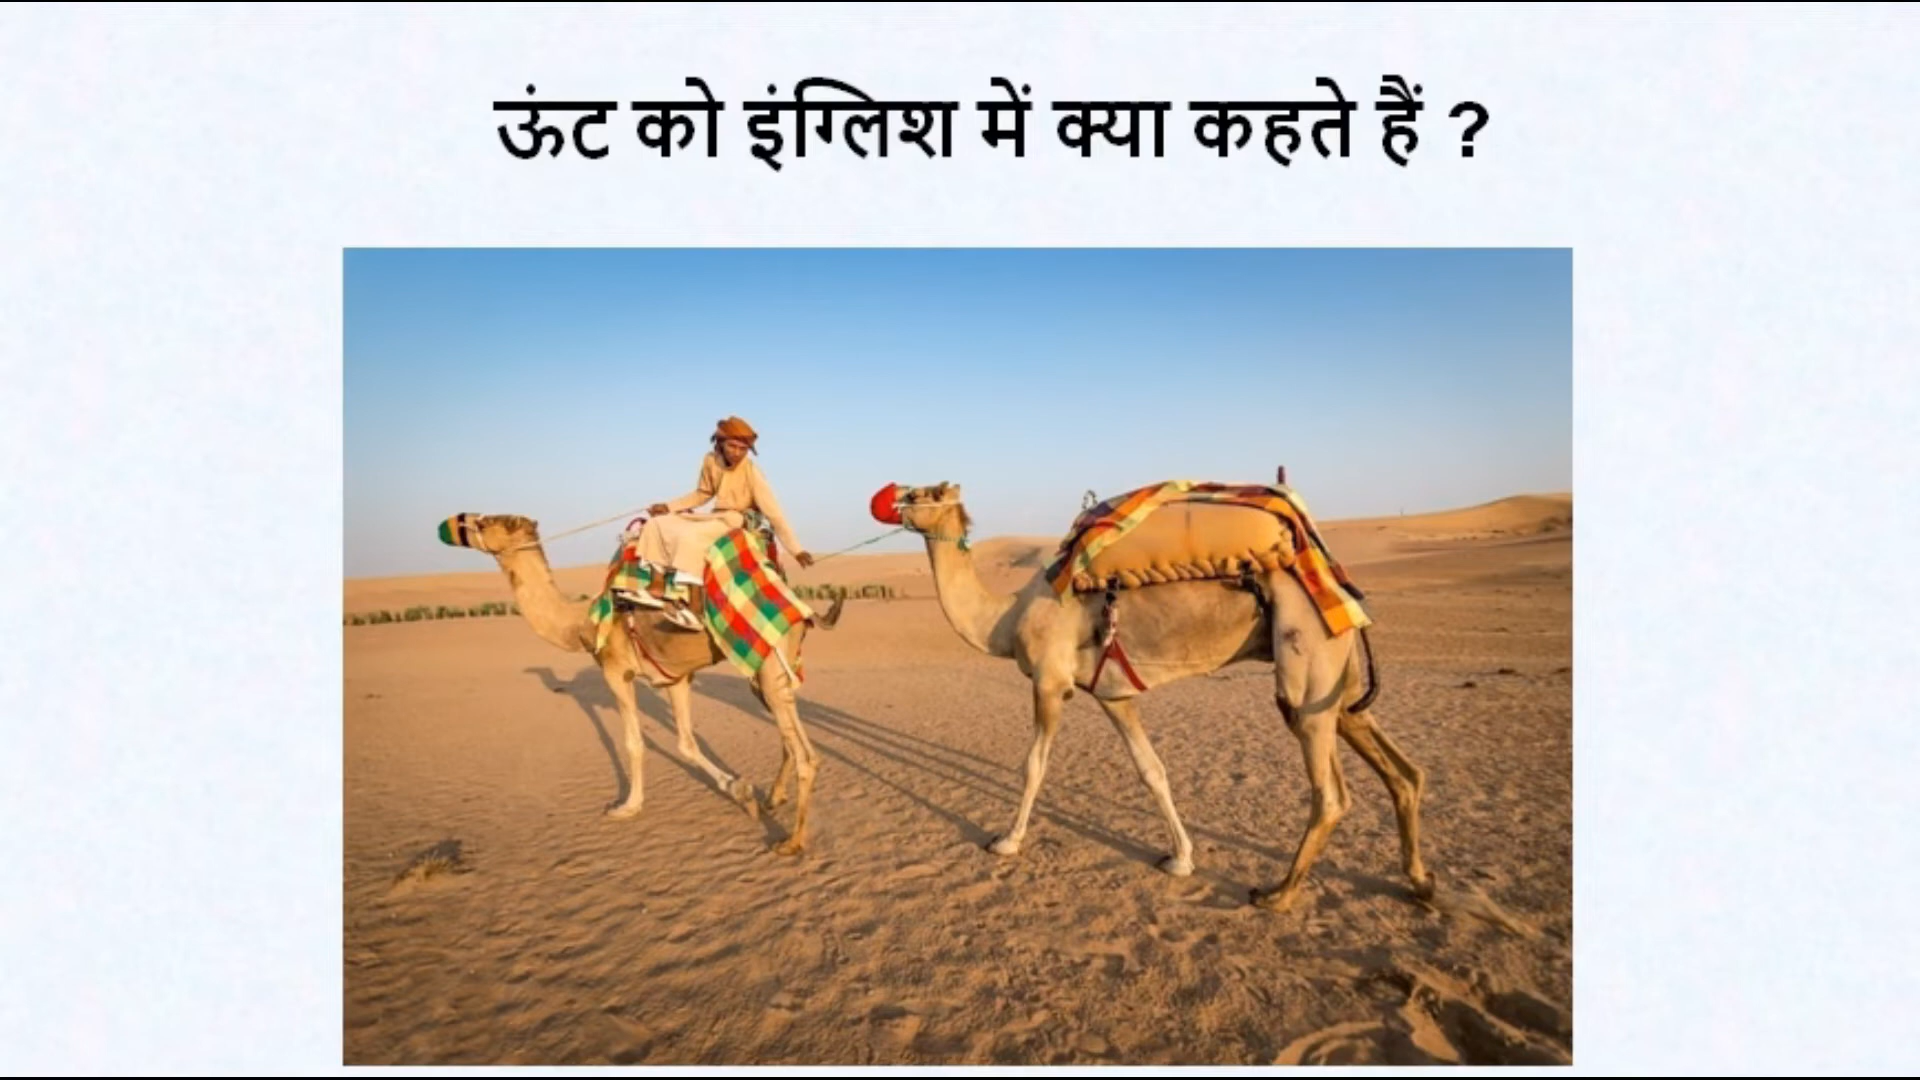 ऊंट को इंग्लिश में क्या कहते हैं ?